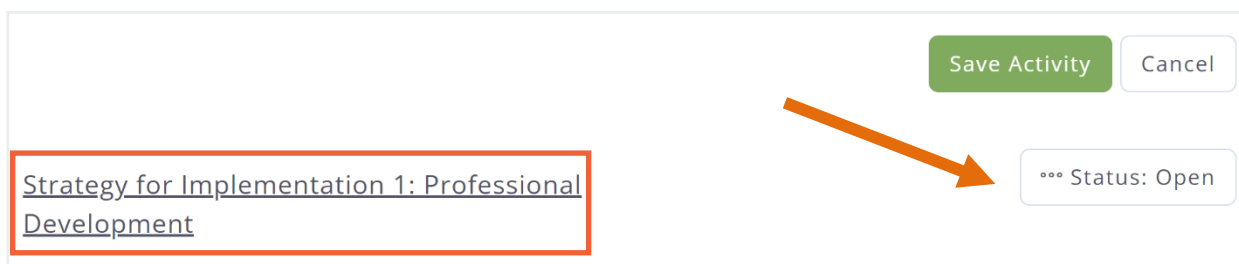 Save Activity Cancel
Strategy for Implementation 1: Professional
Development
°°° Status: Open